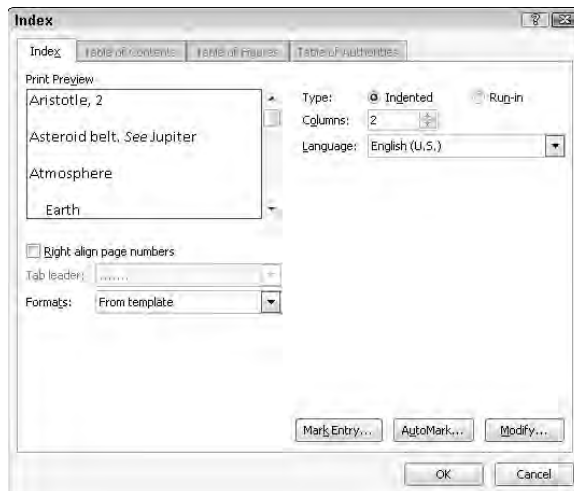 Index
Index Table of Contents Table of Figures Table of Authorities
Print Preview
Aristotle, 2
Asteroid belt. See Jupiter
Atmosphere
Earth
Type: Indented Run-in
Columns: 2
Language: English (U.S.)
Right align page numbers
Tab leader: .......
Formats: From template
Mark Entry... AutoMark... Modify...
OK Cancel